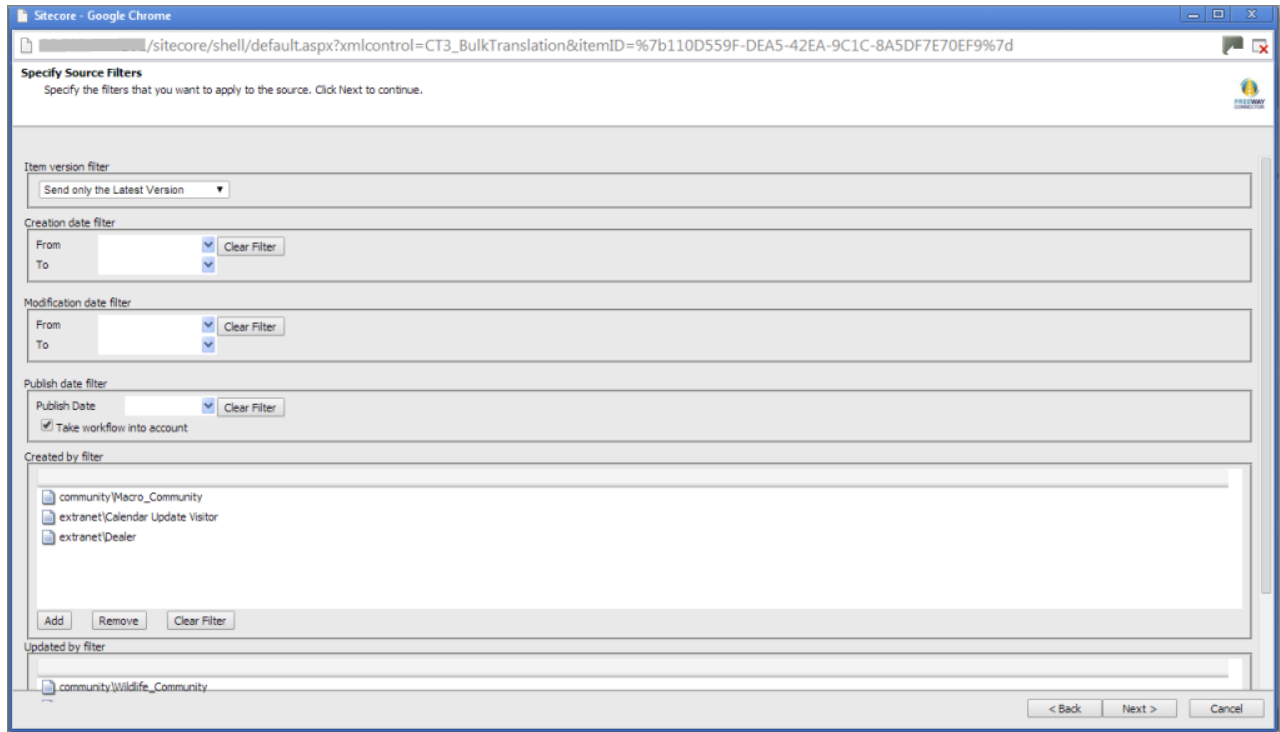 Sitecore - Google Chrome
/sitecore/shell/default.aspx?xmlcontrol=CT3_BulkTranslation&itemID=%7b110D559F-DEA5-42EA-9C1C-8A5DF7E70EF9%7d
Specify Source Filters
Specify the filters that you want to apply to the source. Click Next to continue.
FREEWAY
CONNECTOR
Item version filter
Send only the Latest Version
Creation date filter
From Clear Filter
To
Modification date filter
From Clear Filter
To
Publish date filter
Publish Date Clear Filter
Take workflow into account
Created by filter
community\Macro_Community
extranet\Calendar Update Visitor
extranet\Dealer
Add Remove Clear Filter
Updated by filter
community\Wildlife_Community
< Back Next > Cancel